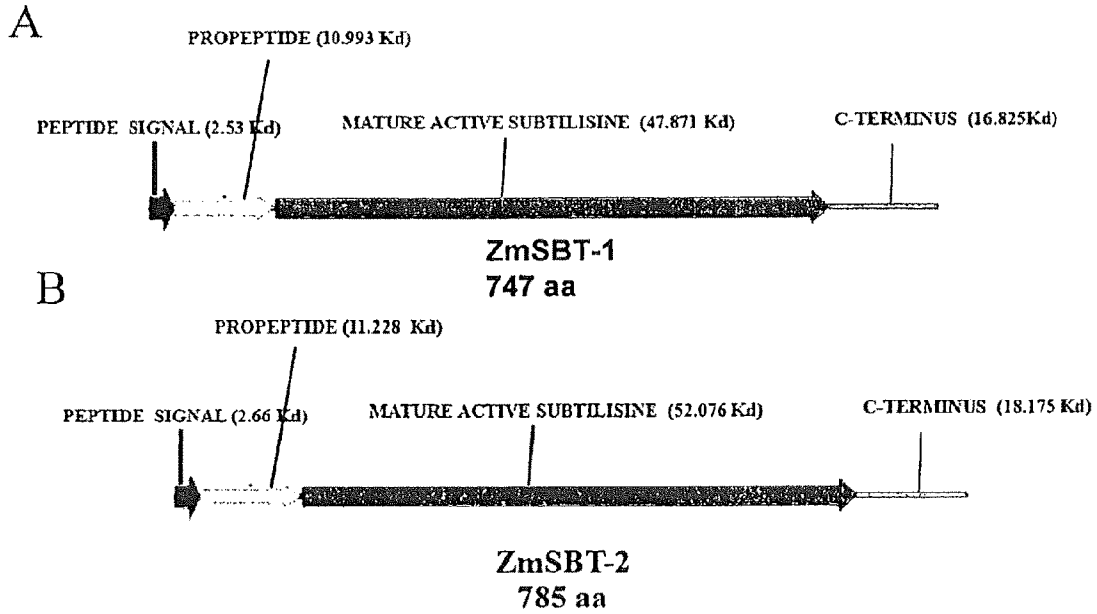 A
PROPEPTIDE (10.993 Kd)
PEPTIDE SIGNAL (2.53 Kd)
MATURE ACTIVE SUBTILISINE (47.871 Kd)
C-TERMINUS (16.825Kd)
ZmSBT-1
747 aa
B
PROPEPTIDE (11.228 Kd)
PEPTIDE SIGNAL (2.66 Kd)
MATURE ACTIVE SUBTILISINE (52.076 Kd)
C-TERMINUS (18.175 Kd)
ZmSBT-2
785 aa